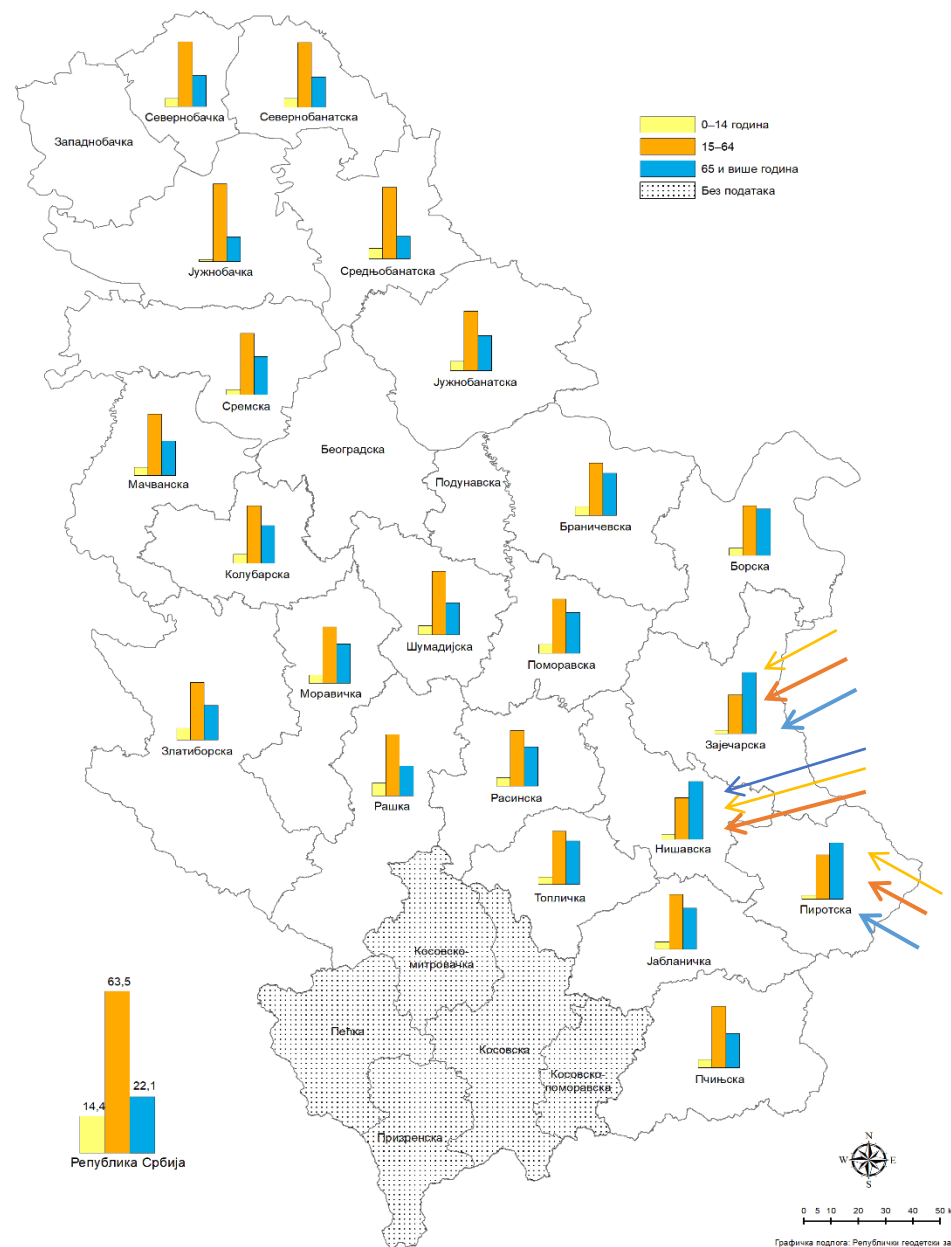 0–14 година
15–64
65 и више година
Без података
Севернобачка
Севернобанатска
Западнобачка
Јужнобачка
Средњобанатска
Јужнобанатска
Сремска
Београдска
Мачванска
Подунавска
Браничевска
Борска
Колубарска
Шумадијска
Поморавска
Моравичка
Златиборска
Зајечарска
Рашка
Расинска
Нишавска
Топличка
Пиротска
Јабланичка
Косовско-
митровачка
Пећка
Косовска
Косовско-
поморавска
Пчињска
Призренска
63,5
22,1
14,4
Република Србија
N
W E
S
0 5 10 20 30 40 50 k
Графичка подлога: Републички геодетски за